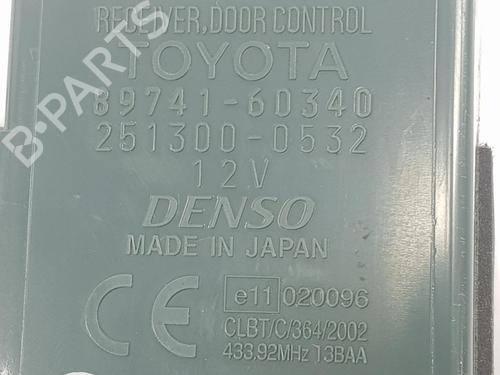 RECEIVER, DOOR CONTROL
TOYOTA
89741-60340
251300-0532
12V
DENSO
MADE IN JAPAN
CE e11 020096
CLBT/C/364/2002
433,92MHz 13BAA
B-PARTS